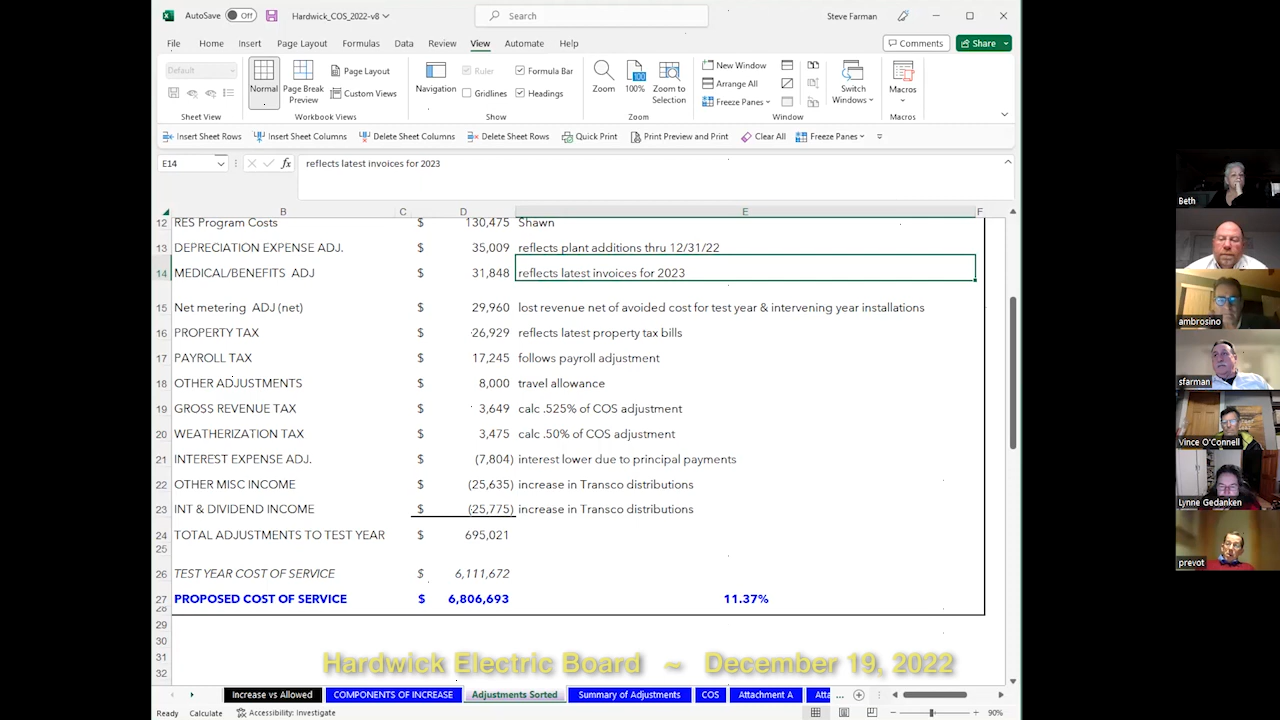 AutoSave Off Hardwick_COS_2022-v8 Search Steve Farman
File Home Insert Page Layout Formulas Data Review View Automate Help Comments Share
Default Normal Page Break Preview Page Layout Custom Views Navigation Ruler Formula Bar Gridlines Headings Zoom 100% Zoom to Selection New Window Arrange All Freeze Panes Switch Windows Macros
Sheet View Workbook Views Show Zoom Window Macros
Insert Sheet Rows Insert Sheet Columns Delete Sheet Columns Delete Sheet Rows Quick Print Print Preview and Print Clear All Freeze Panes
E14 fx reflects latest invoices for 2023
B C D E F
12 RES Program Costs $ 130,475 Shawn
13 DEPRECIATION EXPENSE ADJ. $ 35,009 reflects plant additions thru 12/31/22
14 MEDICAL/BENEFITS ADJ $ 31,848 reflects latest invoices for 2023
15 Net metering ADJ (net) $ 29,960 lost revenue net of avoided cost for test year & intervening year installations
16 PROPERTY TAX $ 20,929 reflects latest property tax bills
17 PAYROLL TAX $ 17,245 follows payroll adjustment
18 OTHER ADJUSTMENTS $ 8,000 travel allowance
19 GROSS REVENUE TAX $ 3,649 calc .525% of COS adjustment
20 WEATHERIZATION TAX $ 3,475 calc .50% of COS adjustment
21 INTEREST EXPENSE ADJ. $ (7,804) interest lower due to principal payments
22 OTHER MISC INCOME $ (25,635) increase in Transco distributions
23 INT & DIVIDEND INCOME $ (25,775) increase in Transco distributions
24 TOTAL ADJUSTMENTS TO TEST YEAR $ 695,021
25
26 TEST YEAR COST OF SERVICE $ 6,111,672
27 PROPOSED COST OF SERVICE $ 6,806,693 11.37%
28
29
30
31
32
Hardwick Electric Board ~ December 19, 2022
Increase vs Allowed COMPONENTS OF INCREASE Adjustments Sorted Summary of Adjustments COS Attachment A Atta ...
Ready Calculate Accessibility: Investigate 90%
Beth
ambrosino
sfarman
Vince O'Connell
Lynne Gedanken
prevot